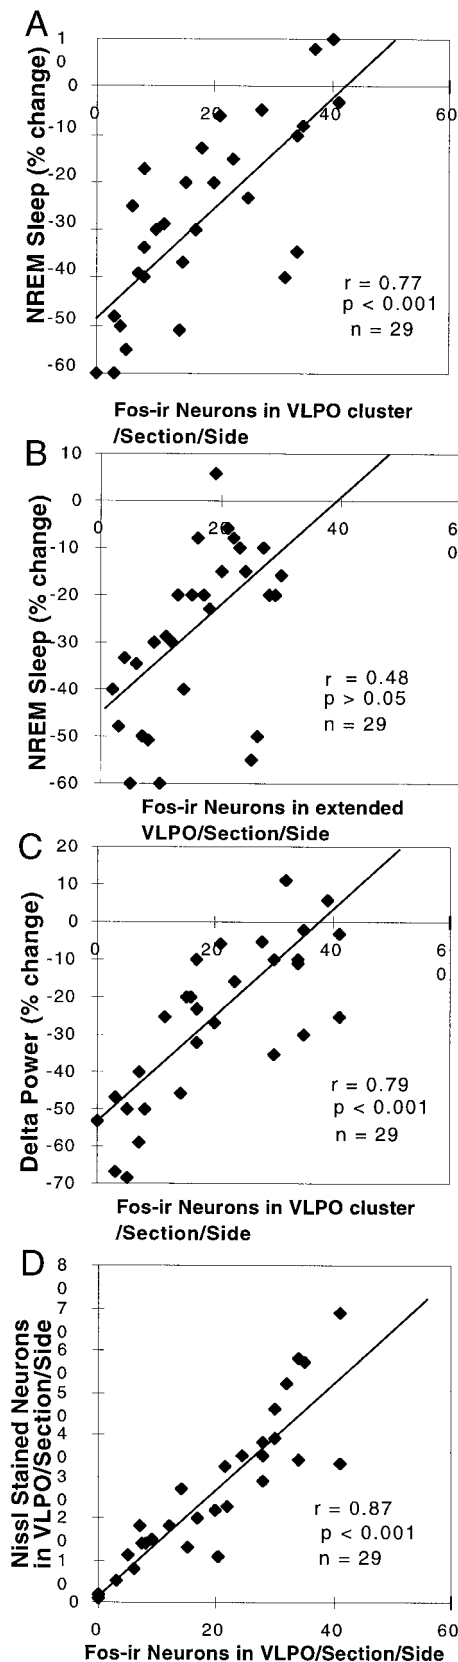 A
1
0
0
-10
-20
-30
-40
-50
-60
0
20
40
60
NREM Sleep (% change)
r = 0.77
p < 0.001
n = 29
Fos-ir Neurons in VLPO cluster
/Section/Side
B
10
0
-10
-20
-30
-40
-50
-60
0
20
40
6
0
NREM Sleep (% change)
r = 0.48
p > 0.05
n = 29
Fos-ir Neurons in extended
VLPO/Section/Side
C
20
10
0
-10
-20
-30
-40
-50
-60
-70
0
20
40
6
0
Delta Power (% change)
r = 0.79
p < 0.001
n = 29
Fos-ir Neurons in VLPO cluster
/Section/Side
D
8
0
7
0
6
0
5
0
4
0
3
0
2
0
1
0
0
0
20
40
60
Nissl Stained Neurons
in VLPO/Section/Side
r = 0.87
p < 0.001
n = 29
Fos-ir Neurons in VLPO/Section/Side